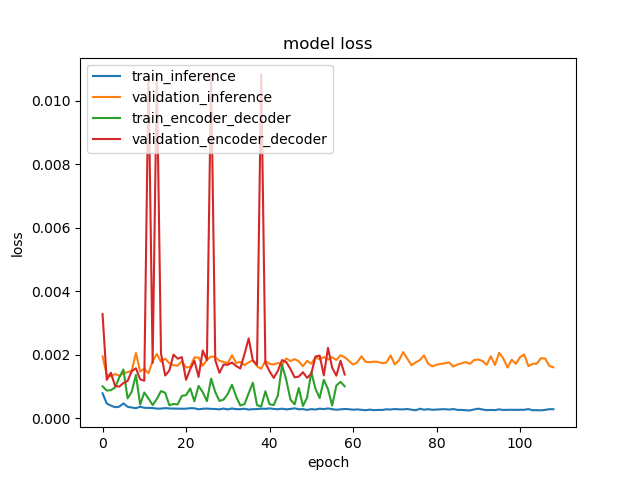 model loss
train_inference
validation_inference
train_encoder_decoder
validation_encoder_decoder
0.010
0.008
0.006
0.004
0.002
0.000
loss
0 20 40 60 80 100
epoch